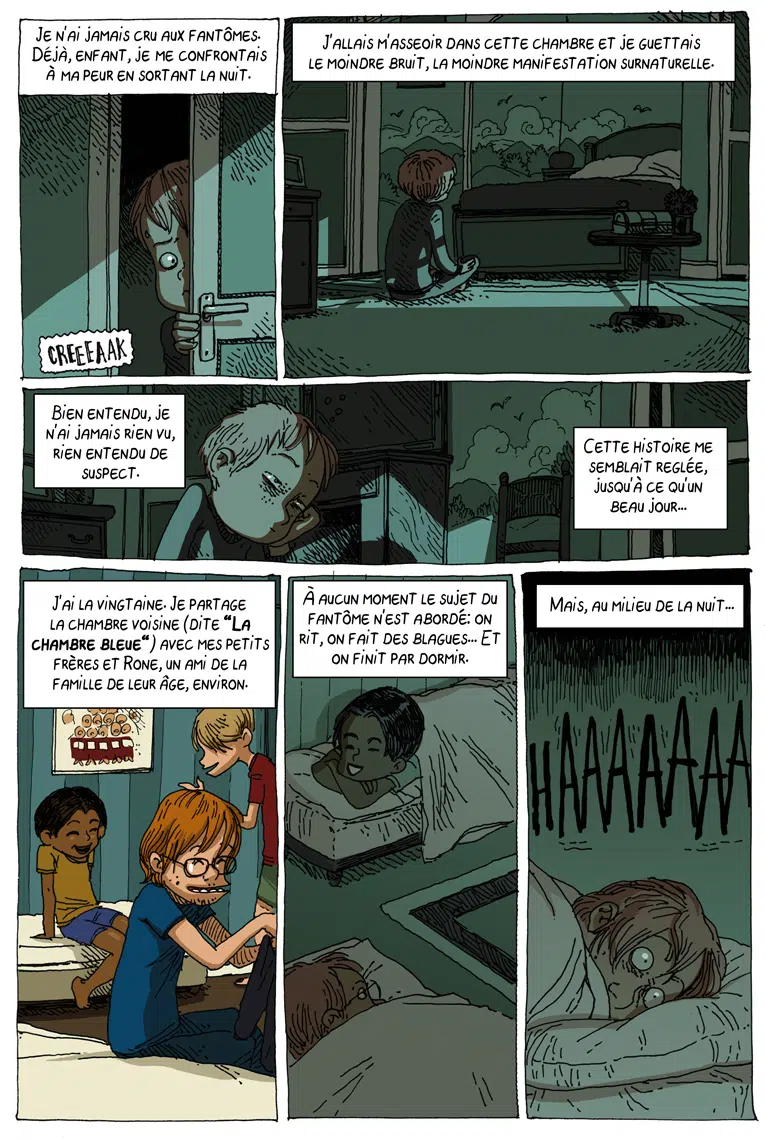 Je n'ai jamais cru aux fantômes.
Déjà, enfant, je me confrontais
à ma peur en sortant la nuit.
J'allais m'asseoir dans cette chambre et je guettais
le moindre bruit, la moindre manifestation surnaturelle.
CREEEAAK
Bien entendu, je
n'ai jamais rien vu,
rien entendu de
suspect.
Cette histoire me
semblait reglée,
jusqu'à ce qu'un
beau jour...
J'ai la vingtaine. Je partage
la chambre voisine (dite "La
chambre bleue") avec mes petits
frères et Rone, un ami de la
famille de leur âge, environ.
À aucun moment le sujet du
fantôme n'est abordé: on
rit, on fait des blagues... Et
on finit par dormir.
Mais, au milieu de la nuit...
HAAAAAAA